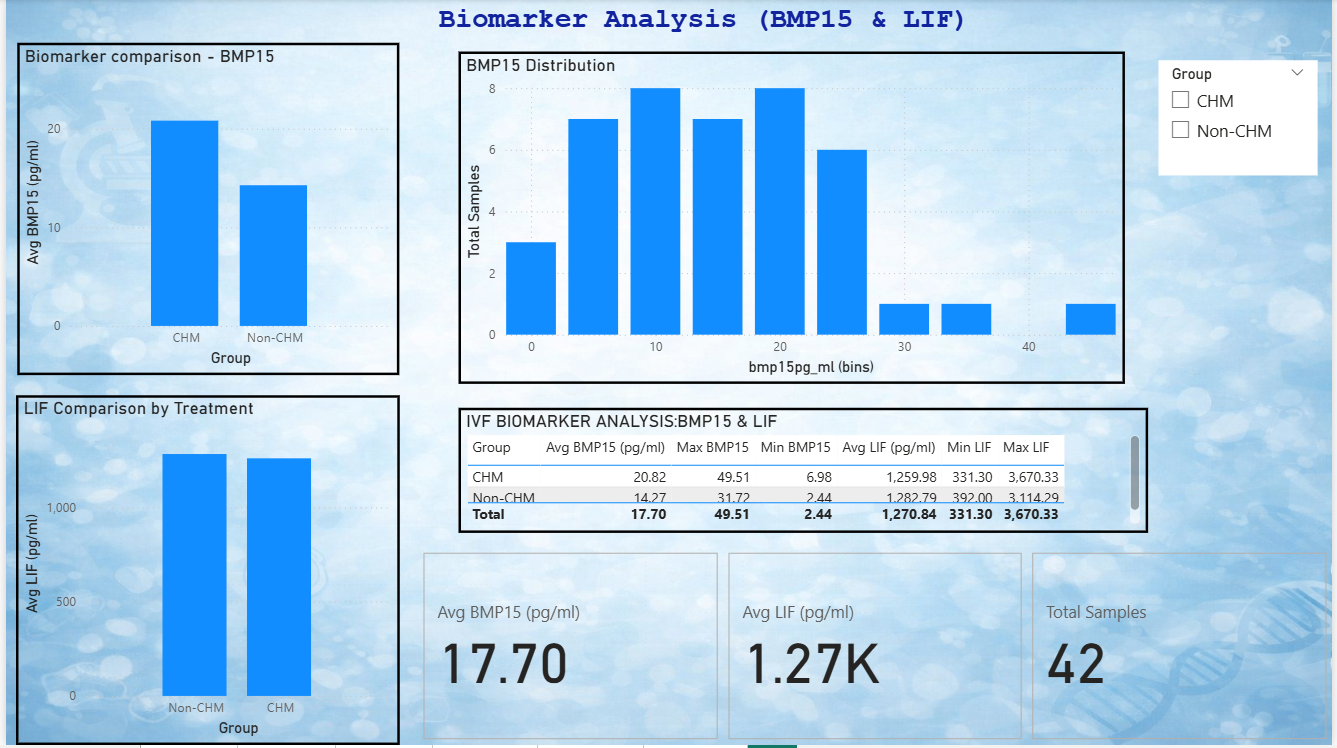 Biomarker Analysis (BMP15 & LIF)
Biomarker comparison - BMP15
Avg BMP15 (pg/ml)
20
10
0
CHM Non-CHM
Group
BMP15 Distribution
Total Samples
8
6
4
2
0
0 10 20 30 40
bmp15pg_ml (bins)
Group
CHM
Non-CHM
LIF Comparison by Treatment
Avg LIF (pg/ml)
1,000
500
0
Non-CHM CHM
Group
IVF BIOMARKER ANALYSIS:BMP15 & LIF
Group Avg BMP15 (pg/ml) Max BMP15 Min BMP15 Avg LIF (pg/ml) Min LIF Max LIF
CHM 20.82 49.51 6.98 1,259.98 331.30 3,670.33
Non-CHM 14.27 31.72 2.44 1,282.79 392.00 3,114.29
Total 17.70 49.51 2.44 1,270.84 331.30 3,670.33
Avg BMP15 (pg/ml)
17.70
Avg LIF (pg/ml)
1.27K
Total Samples
42